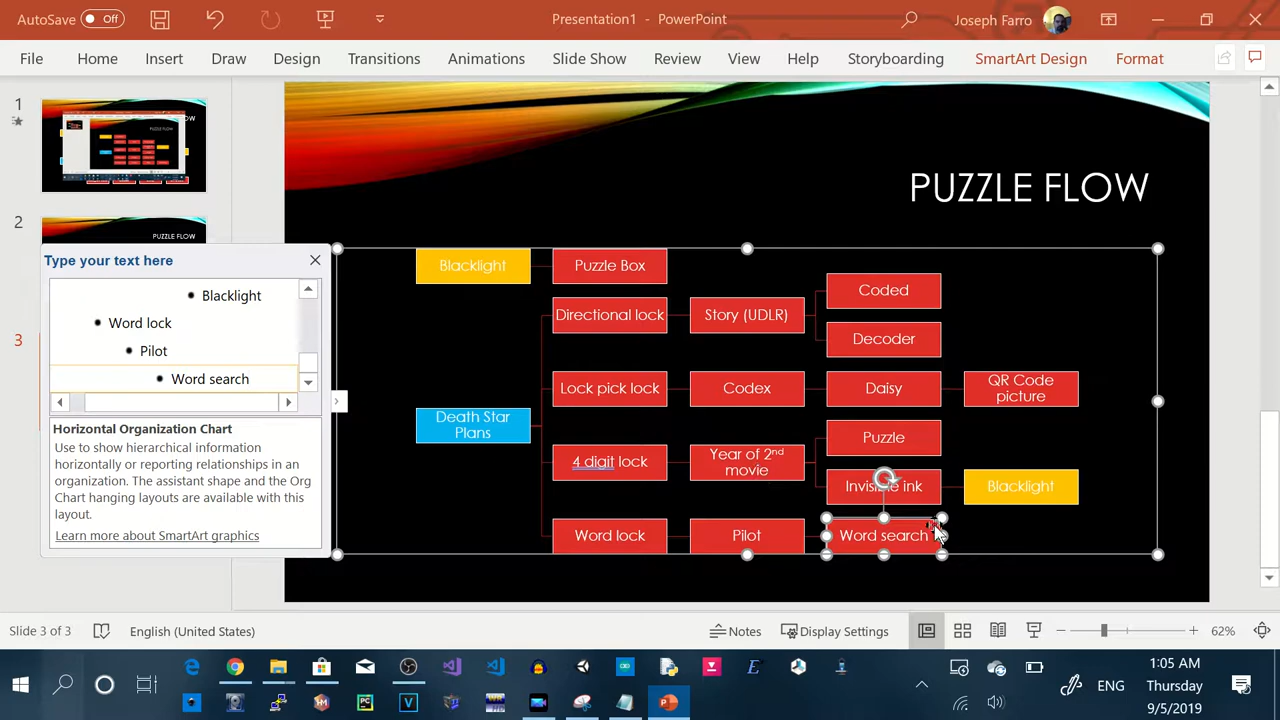 AutoSave Off
Presentation1 - PowerPoint
Joseph Farro
File Home Insert Draw Design Transitions Animations Slide Show Review View Help Storyboarding SmartArt Design Format
1
2
PUZZLE FLOW
3
Type your text here
Blacklight
Word lock
Pilot
Word search
Horizontal Organization Chart
Use to show hierarchical information
horizontally or reporting relationships in an
organization. The assistant shape and the Org
Chart hanging layouts are available with this
layout.
Learn more about SmartArt graphics
PUZZLE FLOW
Blacklight
Puzzle Box
Directional lock
Story (UDLR)
Coded
Decoder
Death Star
Plans
Lock pick lock
Codex
Daisy
QR Code
picture
4 digit lock
Year of 2nd
movie
Puzzle
Invisible ink
Blacklight
Word lock
Pilot
Word search
Slide 3 of 3
English (United States)
Notes
Display Settings
62%
ENG
1:05 AM
Thursday
9/5/2019